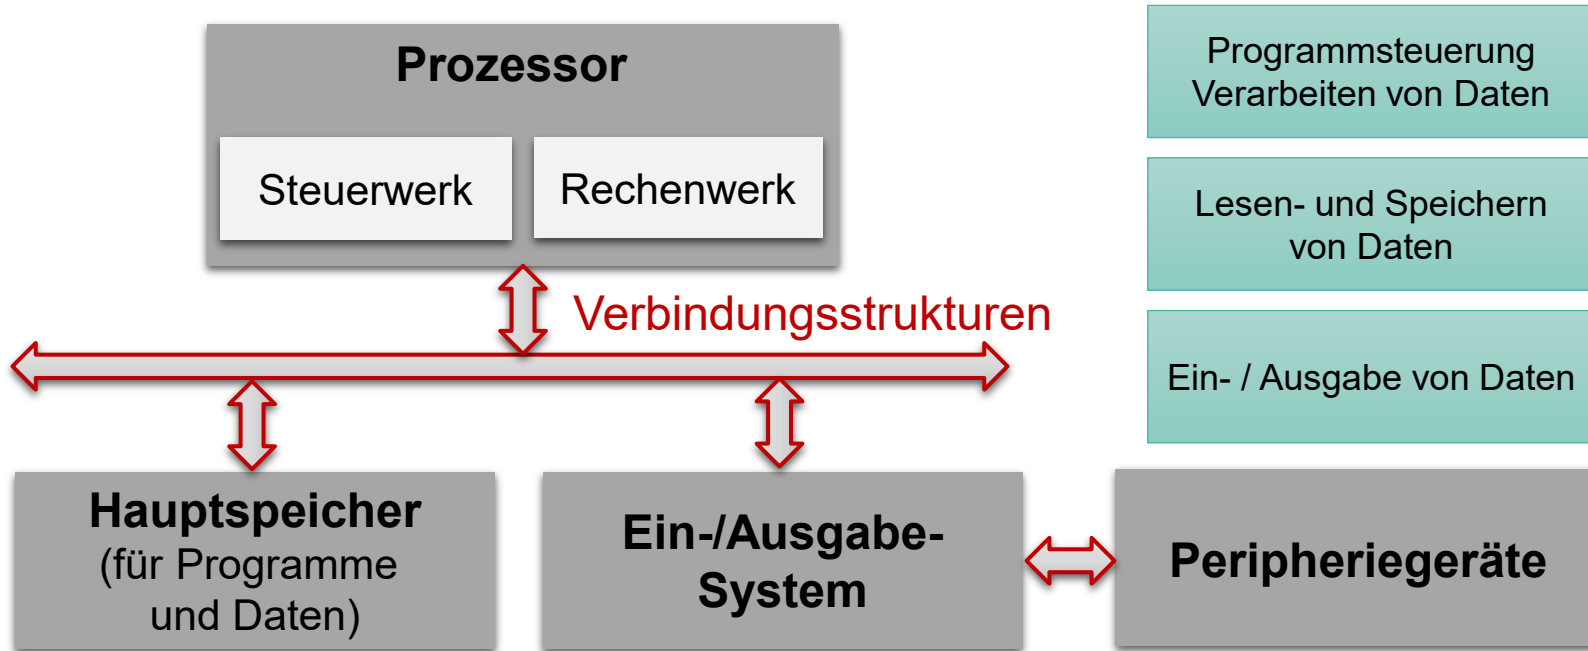 Prozessor
Steuerwerk
Rechenwerk
Verbindungsstrukturen
Hauptspeicher
(für Programme
und Daten)
Ein-/Ausgabe-
System
Peripheriegeräte
Programmsteuerung
Verarbeiten von Daten
Lesen- und Speichern
von Daten
Ein- / Ausgabe von Daten